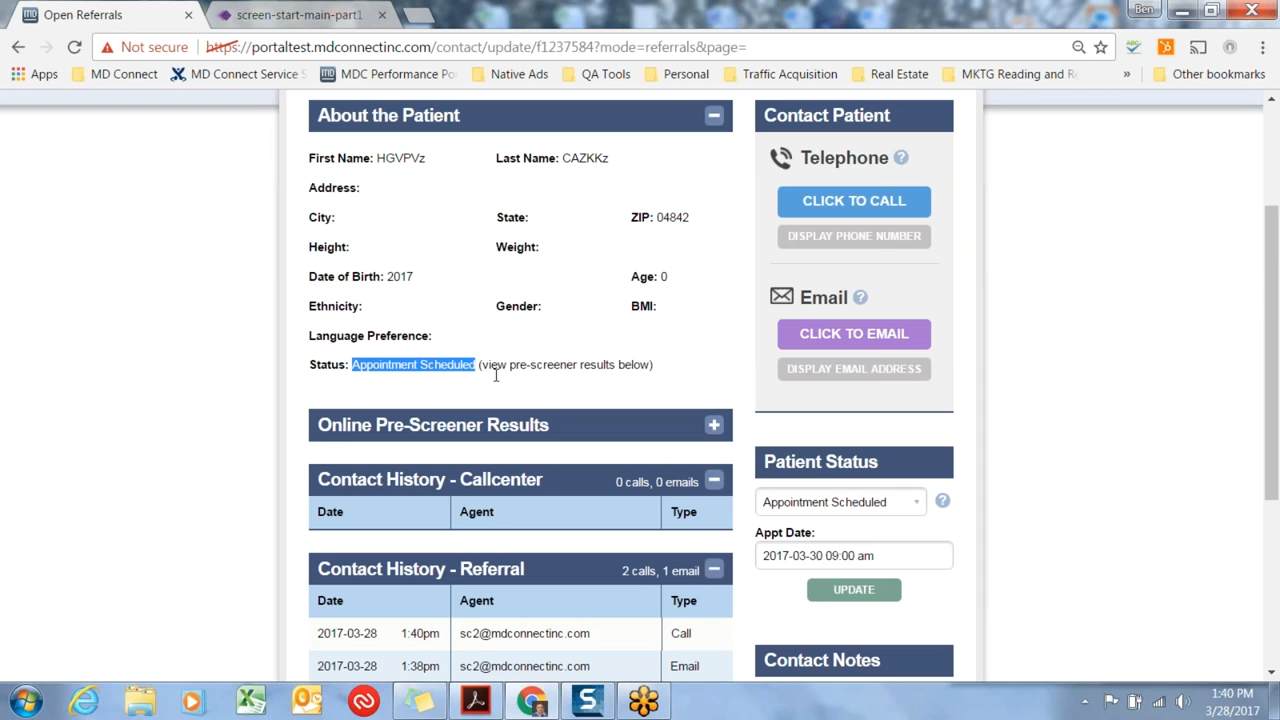 Open Referrals
screen-start-main-part1
Ben
Not secure
https://portaltest.mdconnectinc.com/contact/update/f1237584?mode=referrals&page=
Apps MD Connect MD Connect Service MDC Performance Po Native Ads QA Tools Personal Traffic Acquisition Real Estate MKTG Reading and » Other bookmarks
About the Patient
First Name: HGVPVz Last Name: CAZKKz
Address:
City: State: ZIP: 04842
Height: Weight:
Date of Birth: 2017 Age: 0
Ethnicity: Gender: BMI:
Language Preference:
Status: Appointment Scheduled (view pre-screener results below)
Online Pre-Screener Results
Contact History - Callcenter 0 calls, 0 emails
Date Agent Type
Contact History - Referral 2 calls, 1 email
Date Agent Type
2017-03-28 1:40pm sc2@mdconnectinc.com Call
2017-03-28 1:38pm sc2@mdconnectinc.com Email
Contact Patient
Telephone ?
CLICK TO CALL
DISPLAY PHONE NUMBER
Email ?
CLICK TO EMAIL
DISPLAY EMAIL ADDRESS
Patient Status
Appointment Scheduled ?
Appt Date:
2017-03-30 09:00 am
UPDATE
Contact Notes
1:40 PM
3/28/2017